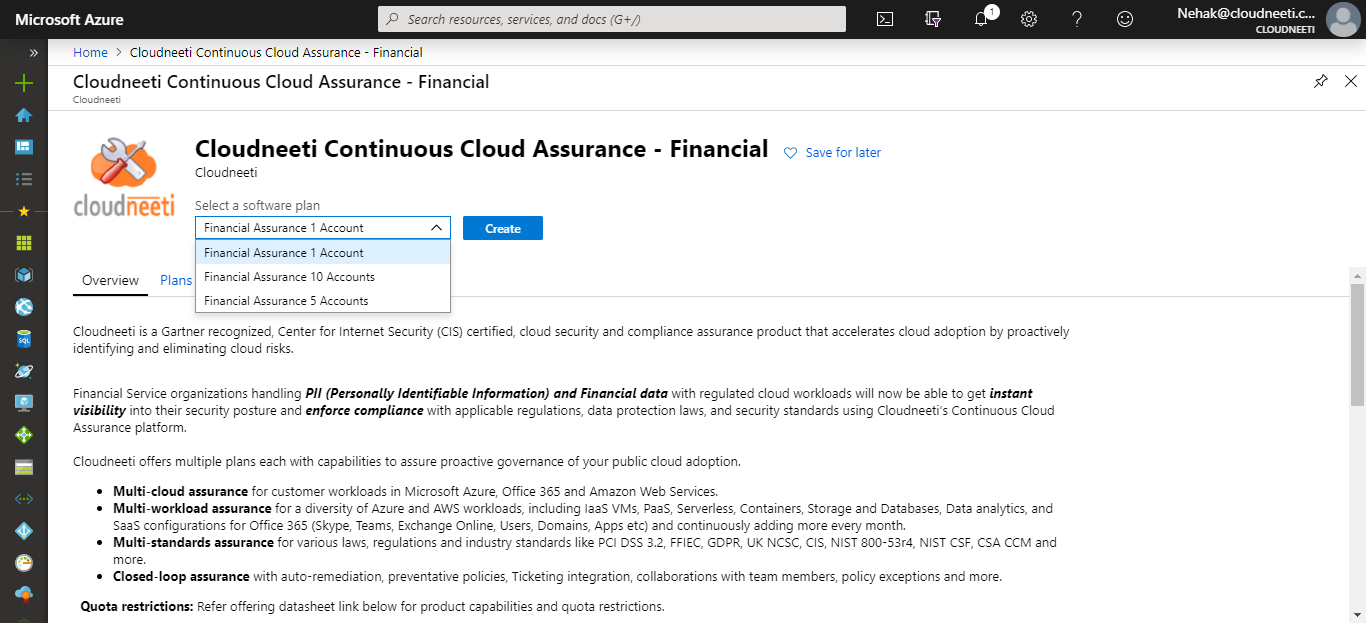 Microsoft Azure
Search resources, services, and docs (G+/)
1
Nehak@cloudneeti.c...
CLOUDNEETI
Home > Cloudneeti Continuous Cloud Assurance - Financial
Cloudneeti Continuous Cloud Assurance - Financial
Cloudneeti
cloudneeti
Cloudneeti Continuous Cloud Assurance - Financial
Save for later
Cloudneeti
Select a software plan
Financial Assurance 1 Account
Create
Financial Assurance 1 Account
Financial Assurance 10 Accounts
Financial Assurance 5 Accounts
Overview Plans
SQL
Cloudneeti is a Gartner recognized, Center for Internet Security (CIS) certified, cloud security and compliance assurance product that accelerates cloud adoption by proactively
identifying and eliminating cloud risks.
Financial Service organizations handling PII (Personally Identifiable Information) and Financial data with regulated cloud workloads will now be able to get instant
visibility into their security posture and enforce compliance with applicable regulations, data protection laws, and security standards using Cloudneeti's Continuous Cloud
Assurance platform.
Cloudneeti offers multiple plans each with capabilities to assure proactive governance of your public cloud adoption.
• Multi-cloud assurance for customer workloads in Microsoft Azure, Office 365 and Amazon Web Services.
• Multi-workload assurance for a diversity of Azure and AWS workloads, including IaaS VMs, PaaS, Serverless, Containers, Storage and Databases, Data analytics, and
SaaS configurations for Office 365 (Skype, Teams, Exchange Online, Users, Domains, Apps etc) and continuously adding more every month.
• Multi-standards assurance for various laws, regulations and industry standards like PCI DSS 3.2, FFIEC, GDPR, UK NCSC, CIS, NIST 800-53r4, NIST CSF, CSA CCM and
more.
• Closed-loop assurance with auto-remediation, preventative policies, Ticketing integration, collaborations with team members, policy exceptions and more.
Quota restrictions: Refer offering datasheet link below for product capabilities and quota restrictions.